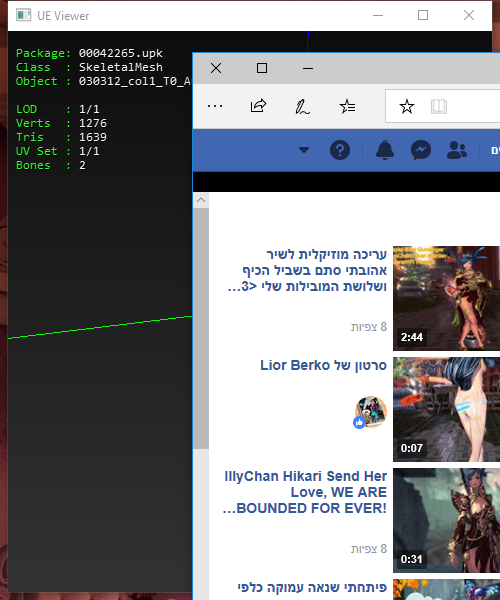 UE Viewer
Package: 00042265.upk
Class : SkeletalMesh
Object : 030312_col1_T0_A
LOD : 1/1
Verts : 1276
Tris : 1639
UV Set : 1/1
Bones : 2
ים
עריכה מוזיקלית לשיר
אהובתי סתם בשביל הכיף
ושלושת המובילות שלי <3...
8 צפיות
2:44
סרטון של Lior Berko
0:07
IllyChan Hikari Send Her
Love, WE ARE
BOUNDED FOR EVER!...
8 צפיות
0:31
פיתחתי שנאה עמוקה כלפי